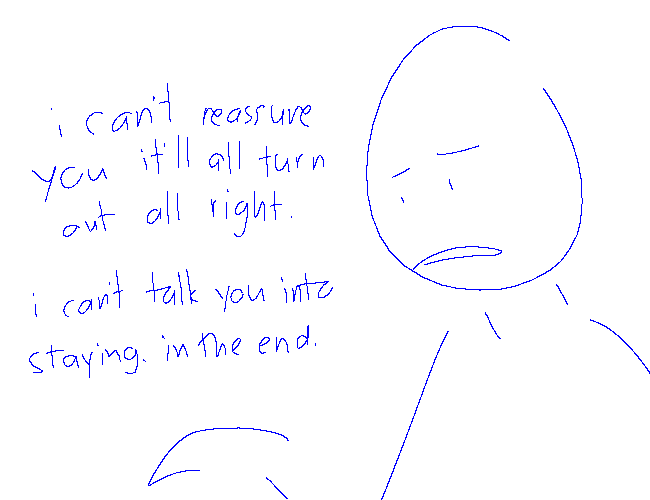 i can't reassure
you it'll all turn
out all right.
i can't talk you into
staying. in the end.